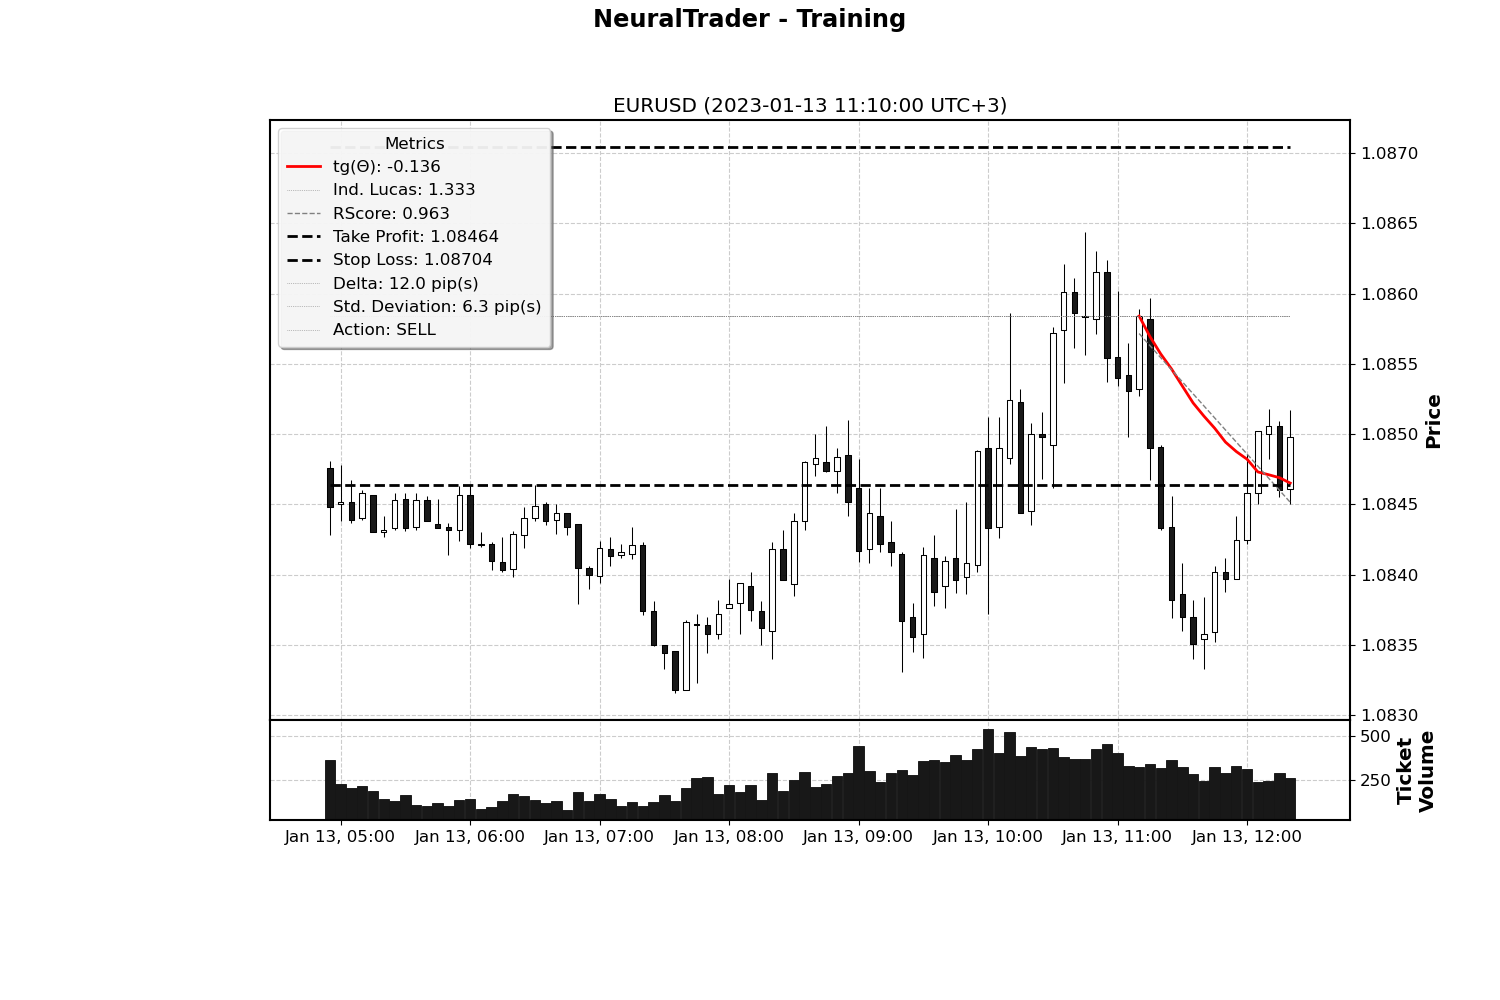 NeuralTrader - Training
EURUSD (2023-01-13 11:10:00 UTC+3)
Metrics
tg(Θ): -0.136
Ind. Lucas: 1.333
RScore: 0.963
Take Profit: 1.08464
Stop Loss: 1.08704
Delta: 12.0 pip(s)
Std. Deviation: 6.3 pip(s)
Action: SELL
1.0870
1.0865
1.0860
1.0855
1.0850
1.0845
1.0840
1.0835
1.0830
Price
500
250
Ticket
Volume
Jan 13, 05:00
Jan 13, 06:00
Jan 13, 07:00
Jan 13, 08:00
Jan 13, 09:00
Jan 13, 10:00
Jan 13, 11:00
Jan 13, 12:00